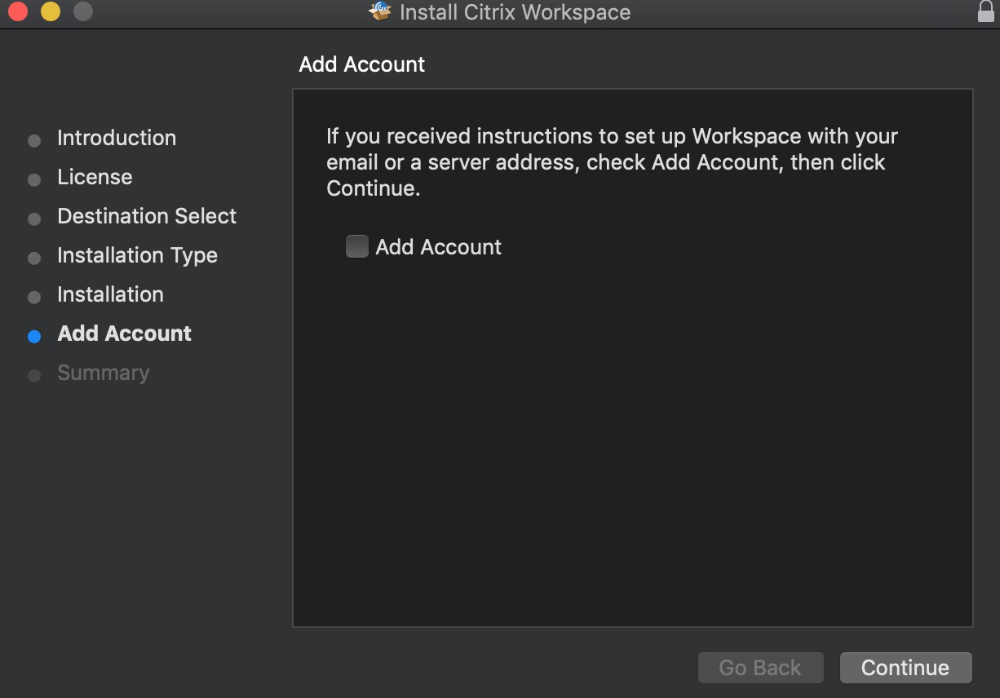 Install Citrix Workspace
Add Account
Introduction
License
Destination Select
Installation Type
Installation
Add Account
Summary
If you received instructions to set up Workspace with your
email or a server address, check Add Account, then click
Continue.
Add Account
Go Back
Continue